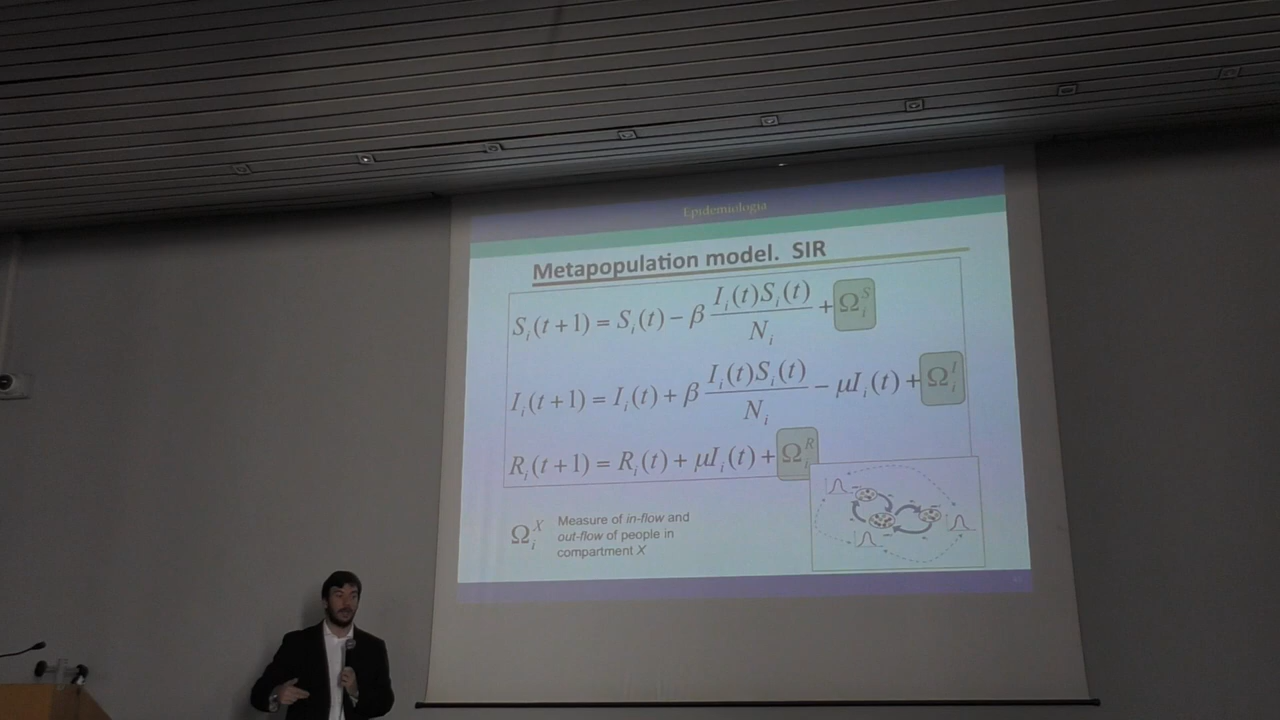 Epidemiologia
Metapopulation model. SIR
S_i(t+1) = S_i(t) − β I_i(t)S_i(t) / N_i + Ω_i^S
I_i(t+1) = I_i(t) + β I_i(t)S_i(t) / N_i − μI_i(t) + Ω_i^I
R_i(t+1) = R_i(t) + μI_i(t) + Ω_i^R
Ω_i^X
Measure of in-flow and
out-flow of people in
compartment X